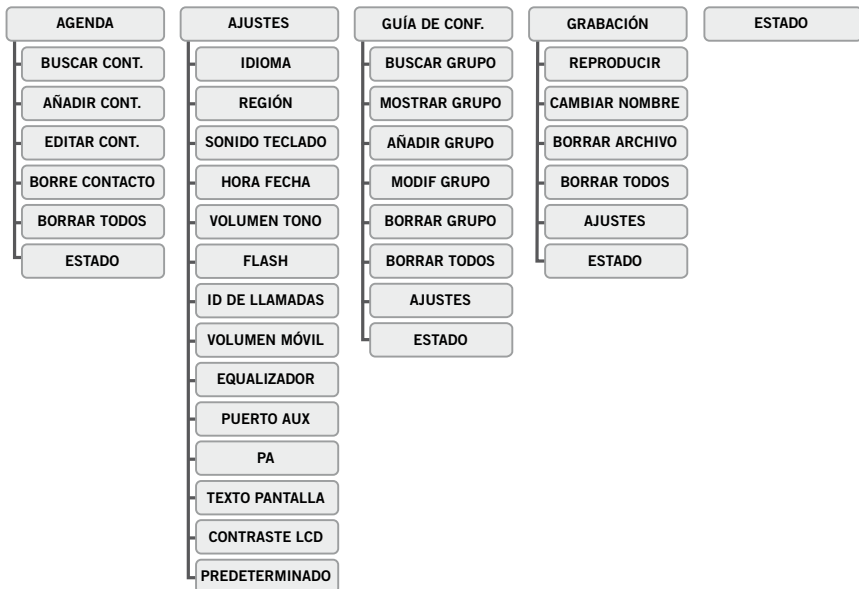 AGENDA
BUSCAR CONT.
AÑADIR CONT.
EDITAR CONT.
BORRE CONTACTO
BORRAR TODOS
ESTADO
AJUSTES
IDIOMA
REGIÓN
SONIDO TECLADO
HORA FECHA
VOLUMEN TONO
FLASH
ID DE LLAMADAS
VOLUMEN MÓVIL
EQUALIZADOR
PUERTO AUX
PA
TEXTO PANTALLA
CONTRASTE LCD
PREDETERMINADO
GUÍA DE CONF.
BUSCAR GRUPO
MOSTRAR GRUPO
AÑADIR GRUPO
MODIF GRUPO
BORRAR GRUPO
BORRAR TODOS
AJUSTES
ESTADO
GRABACIÓN
REPRODUCIR
CAMBIAR NOMBRE
BORRAR ARCHIVO
BORRAR TODOS
AJUSTES
ESTADO
ESTADO